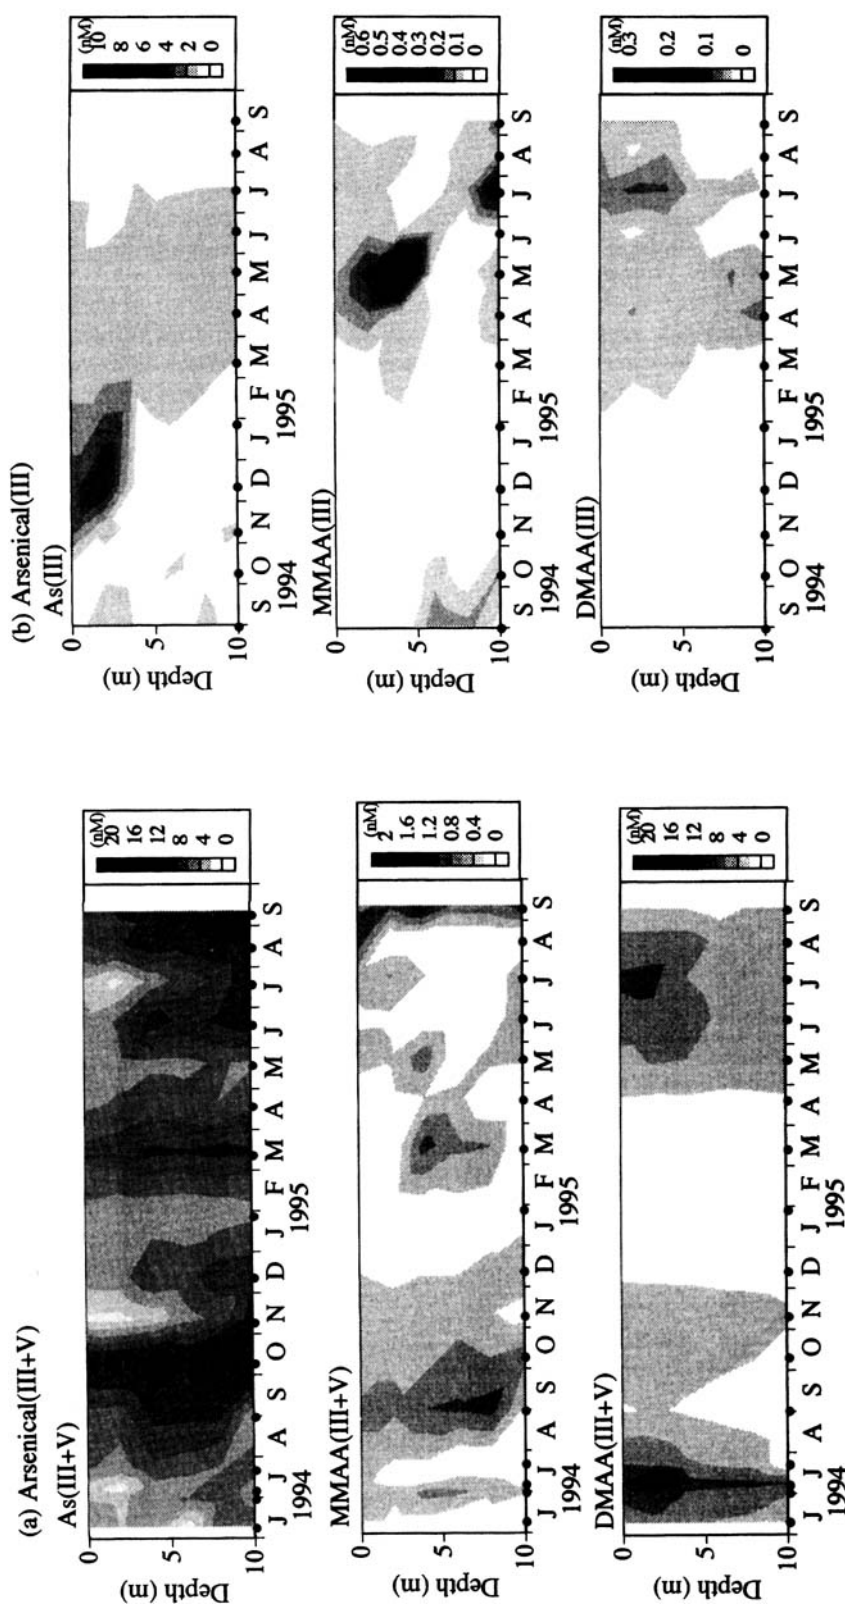 (a) Arsenical(III+V)
As(III+V)
(nM)
20
16
12
8
4
0
Depth (m)
0
5
10
J J A S O N D J F M A M J J A S
1994 1995
MMAA(III+V)
(nM)
2
1.6
1.2
0.8
0.4
0
Depth (m)
0
5
10
J J A S O N D J F M A M J J A S
1994 1995
DMAA(III+V)
(nM)
20
16
12
8
4
0
Depth (m)
0
5
10
J J A S O N D J F M A M J J A S
1994 1995
(b) Arsenical(III)
As(III)
(nM)
10
8
6
4
2
0
Depth (m)
0
5
10
S O N D J F M A M J J A S
1994 1995
MMAA(III)
(nM)
0.6
0.5
0.4
0.3
0.2
0.1
0
Depth (m)
0
5
10
S O N D J F M A M J J A S
1994 1995
DMAA(III)
(nM)
0.3
0.2
0.1
0
Depth (m)
0
5
10
S O N D J F M A M J J A S
1994 1995